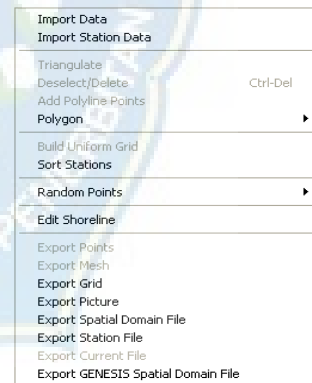 Import Data
Import Station Data
Triangulate
Deselect/Delete Ctrl-Del
Add Polyline Points
Polygon
Build Uniform Grid
Sort Stations
Random Points
Edit Shoreline
Export Points
Export Mesh
Export Grid
Export Picture
Export Spatial Domain File
Export Station File
Export Current File
Export GENESIS Spatial Domain File